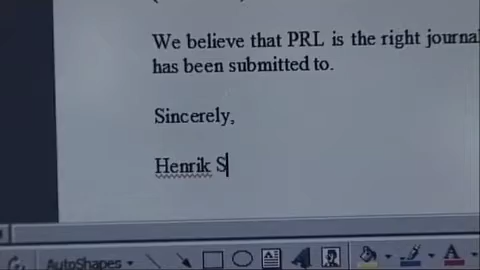 We believe that PRL is the right journal
has been submitted to.
Sincerely,
Henrik S
AutoShapes